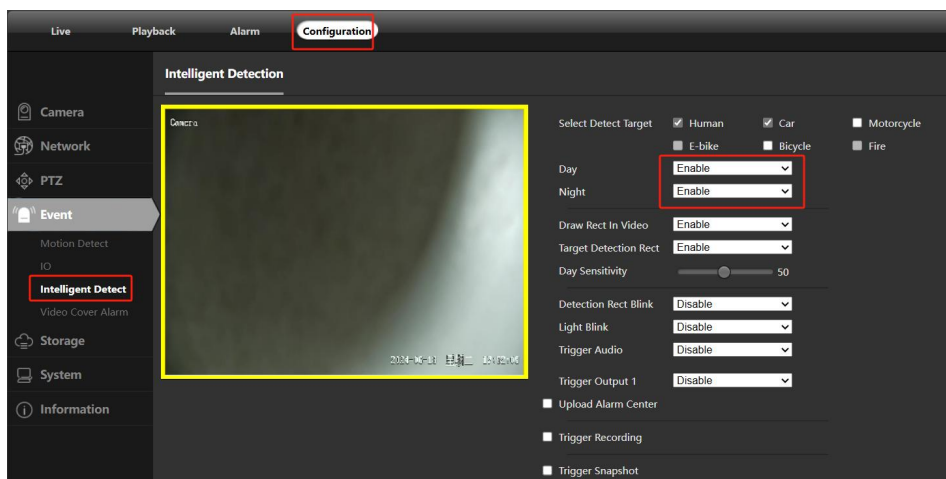 Live Playback Alarm Configuration
Intelligent Detection
Camera
Network
PTZ
Event
Motion Detect
IO
Intelligent Detect
Video Cover Alarm
Storage
System
Information
Camera
Select Detect Target Human Car Motorcycle
E-bike Bicycle Fire
Day Enable
Night Enable
Draw Rect In Video Enable
Target Detection Rect Enable
Day Sensitivity 50
Detection Rect Blink Disable
Light Blink Disable
Trigger Audio Disable
Trigger Output 1 Disable
Upload Alarm Center
Trigger Recording
Trigger Snapshot